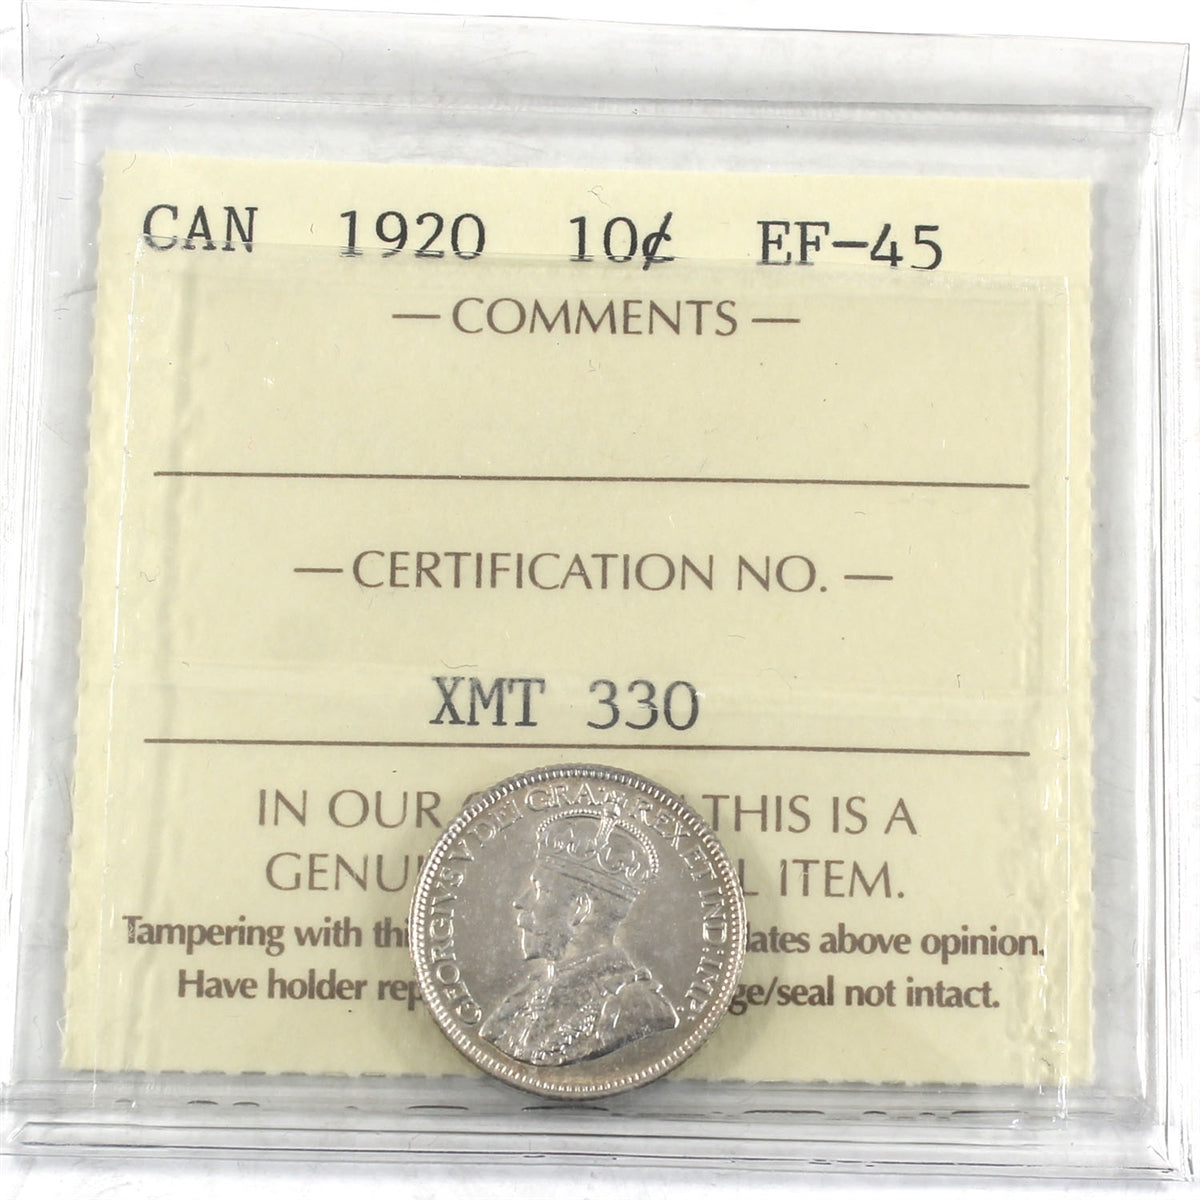 CAN 1920 10¢ EF-45
— COMMENTS —
— CERTIFICATION NO. —
XMT 330
IN OUR THIS IS A
GENU L ITEM.
Tampering with thi lates above opinion.
Have holder rep ge/seal not intact.
GEORGIVS V DEI GRA: REX ET IND: IMP: